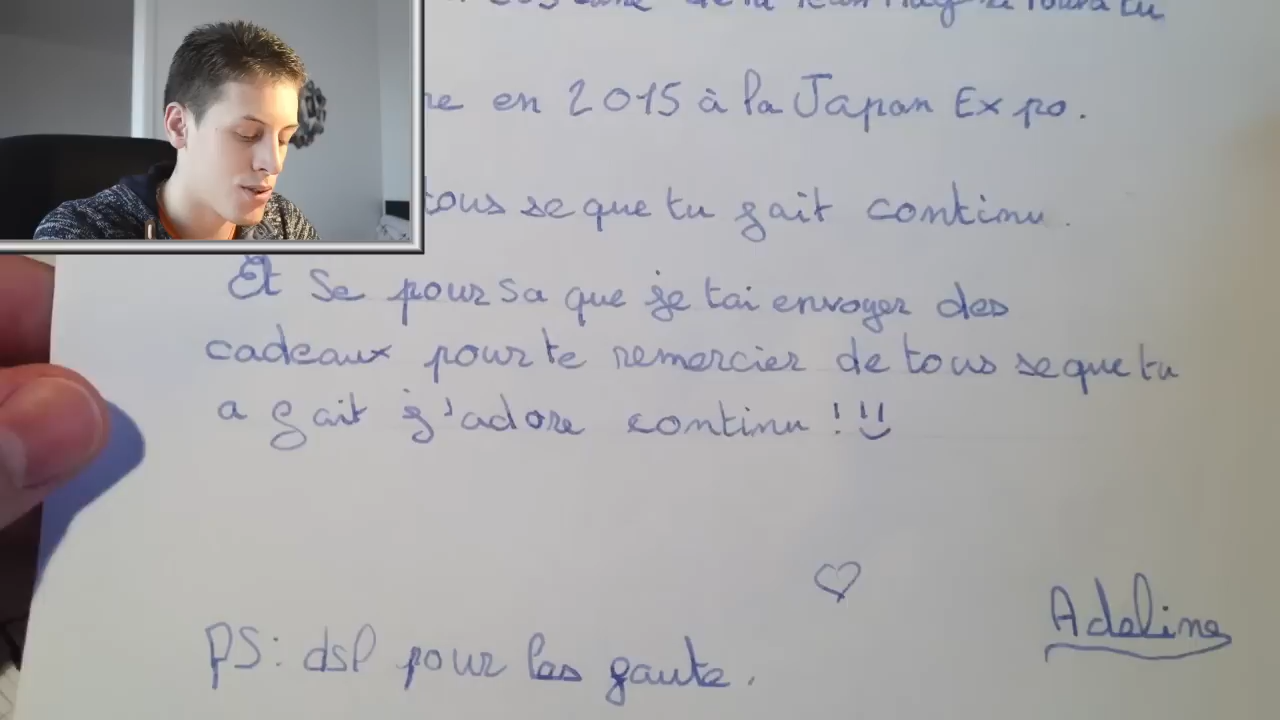 en 2015 à la Japan Expo.
tous se que tu fait continu.
Et se pour sa que je tai envoyer des
cadeaux pour te remercier de tous se que tu
a fait j'adore continu !!!
Adeline
PS: dsl pour les faute.